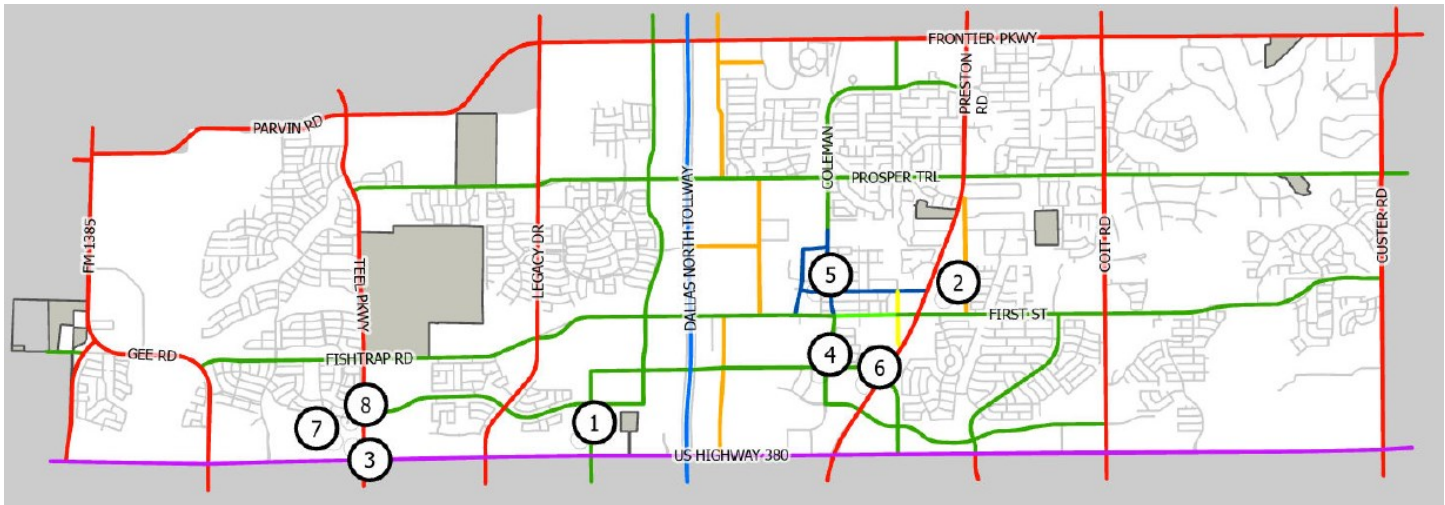 FRONTIER PKWY
PRESTON
RD
PARVIN RD
COLEMAN
PROSPER TRL
FM 1385
TEEL PKWY
LEGACY DR
DALLAS NORTH TOLLWAY
COIT RD
CUSTER RD
5
2
FIRST ST
GEE RD
FISHTRAP RD
4
6
8
7
1
3
US HIGHWAY 380